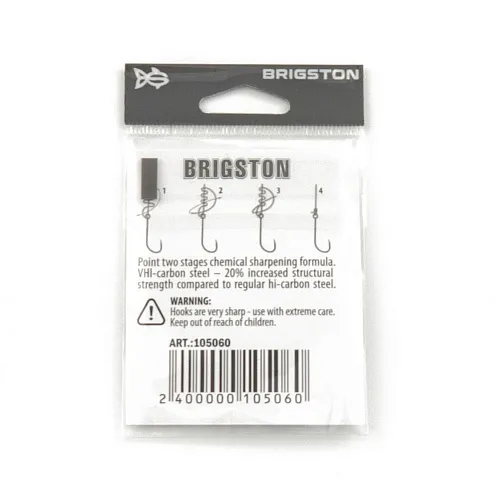 BRIGSTON
BRIGSTON
1 2 3 4
Point two stages chemical sharpening formula.
VHI-carbon steel – 20% increased structural
strength compared to regular hi-carbon steel.
WARNING:
Hooks are very sharp - use with extreme care.
Keep out of reach of children.
ART.:105060
2 400000 105060